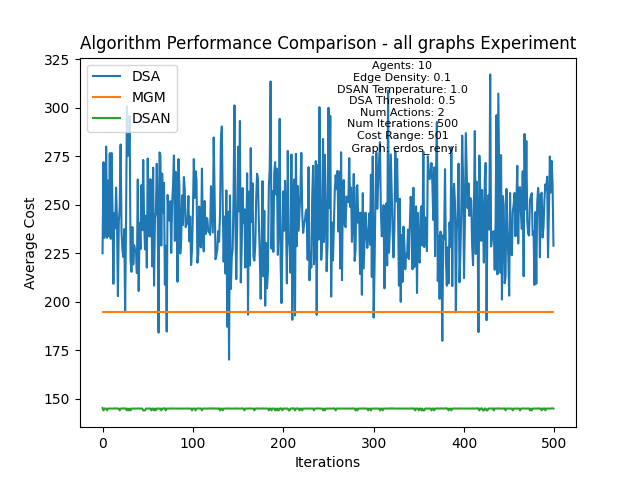 Algorithm Performance Comparison - all graphs Experiment
325
300
275
250
225
200
175
150
Average Cost
DSA
MGM
DSAN
Agents: 10
Edge Density: 0.1
DSAN Temperature: 1.0
DSA Threshold: 0.5
Num Actions: 2
Num Iterations: 500
Cost Range: 501
Graph: erdos_renyi
0 100 200 300 400 500
Iterations